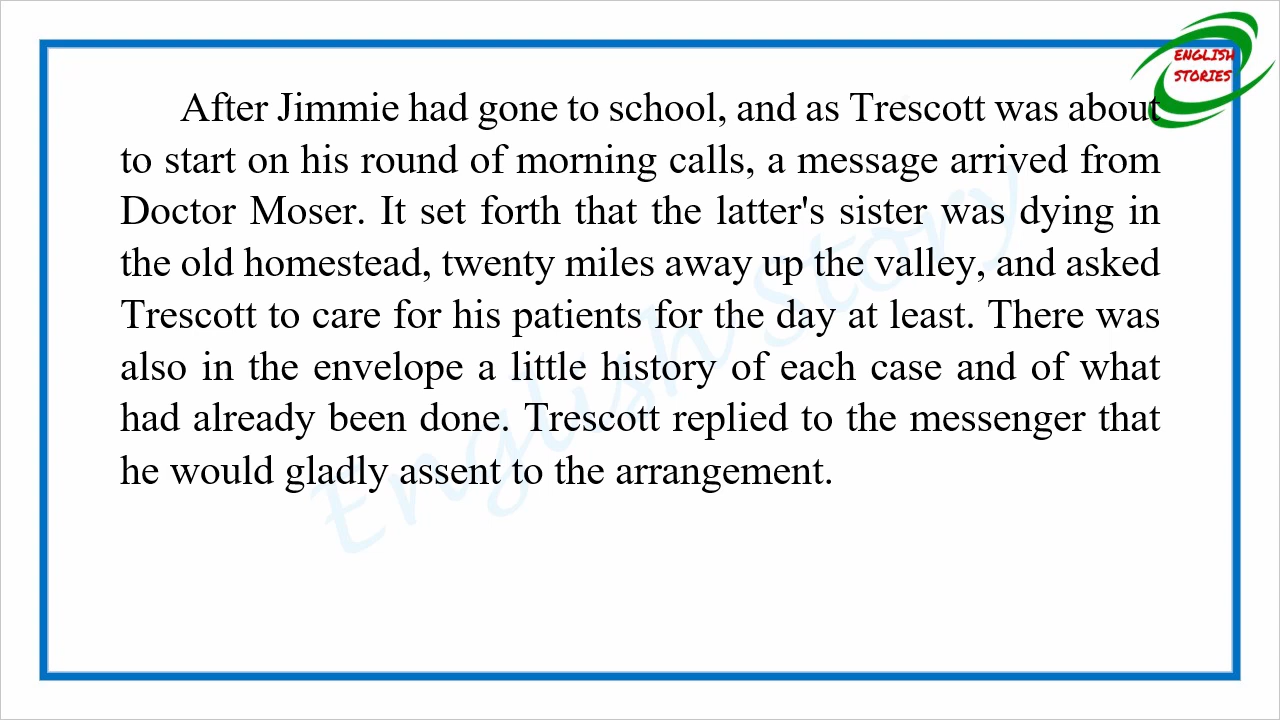 ENGLISH
STORIES
After Jimmie had gone to school, and as Trescott was about
to start on his round of morning calls, a message arrived from
Doctor Moser. It set forth that the latter's sister was dying in
the old homestead, twenty miles away up the valley, and asked
Trescott to care for his patients for the day at least. There was
also in the envelope a little history of each case and of what
had already been done. Trescott replied to the messenger that
he would gladly assent to the arrangement.
English Story